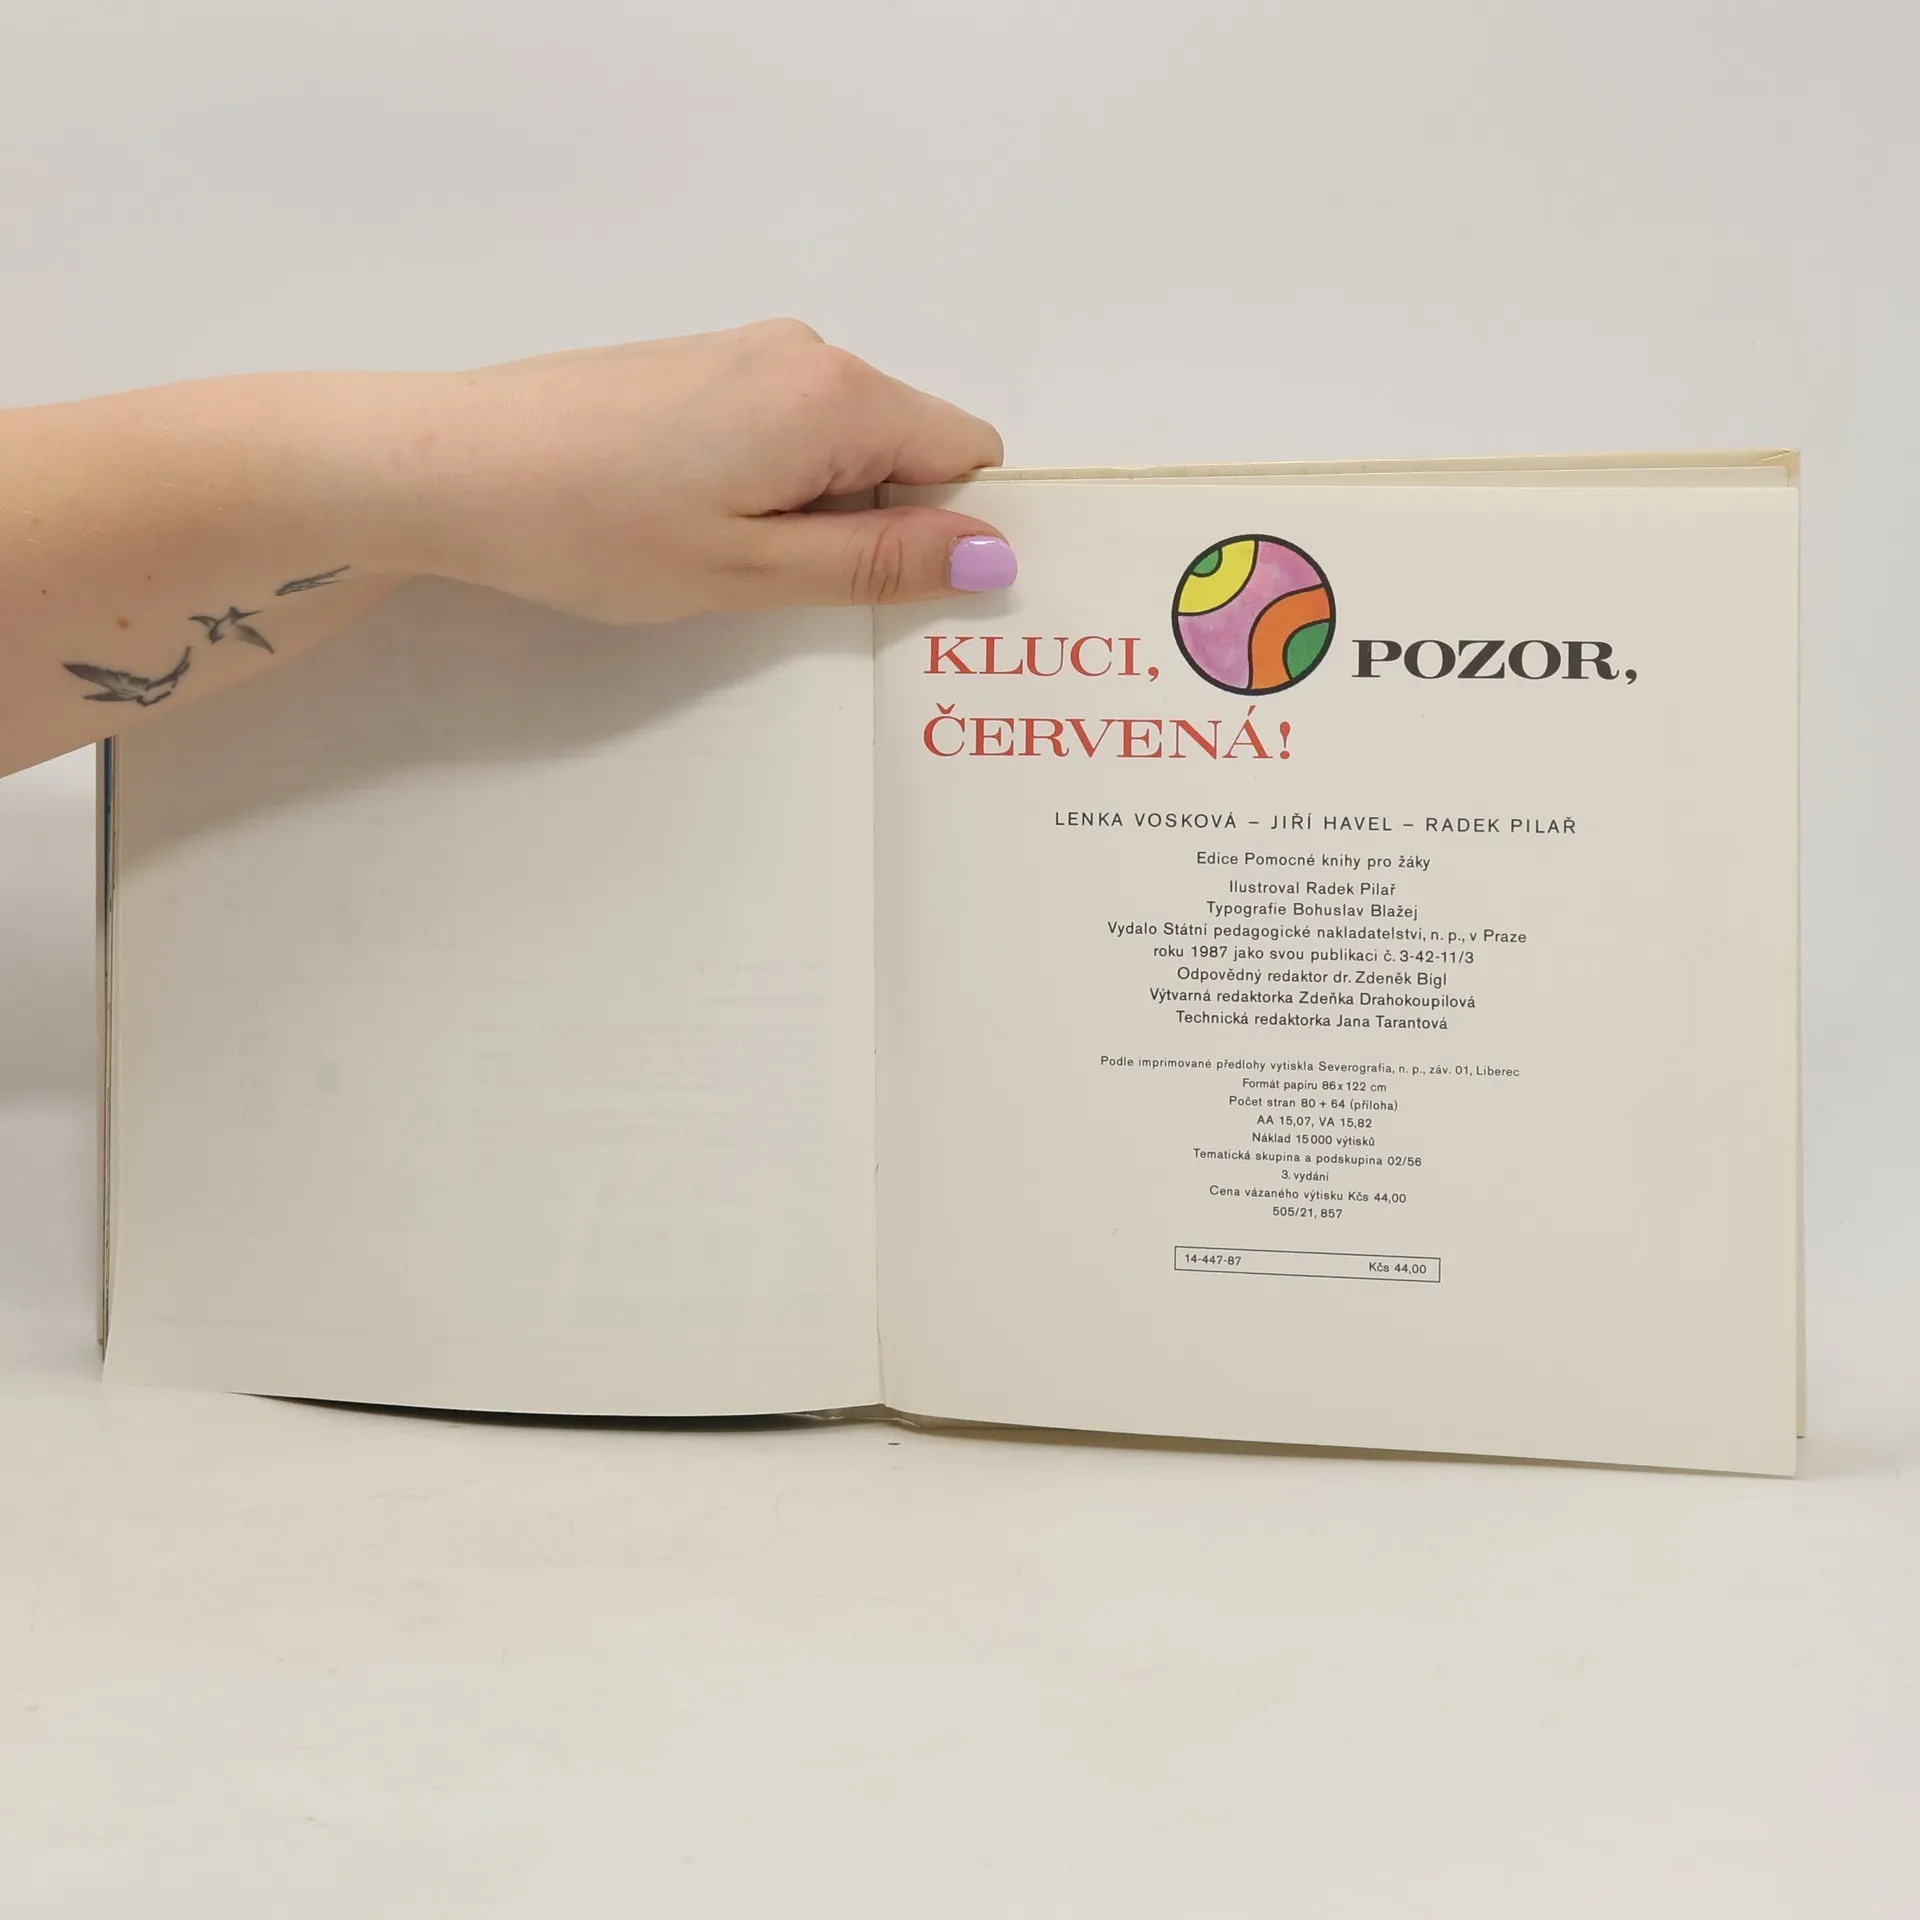 KLUCI, POZOR,
ČERVENÁ!
LENKA VOSKOVÁ – JIŘÍ HAVEL – RADEK PILAŘ
Edice Pomocné knihy pro žáky
Ilustroval Radek Pilař
Typografie Bohuslav Blažej
Vydalo Státní pedagogické nakladatelství, n. p., v Praze
roku 1987 jako svou publikaci č. 3-42-11/3
Odpovědný redaktor dr. Zdeněk Bígl
Výtvarná redaktorka Zdeňka Drahokoupilová
Technická redaktorka Jana Tarantová
Podle imprimované předlohy vytiskla Severografia, n. p., záv. 01, Liberec
Formát papíru 86 x 122 cm
Počet stran 80 + 64 (příloha)
AA 15,07, VA 15,82
Náklad 15 000 výtisků
Tematická skupina a podskupina 02/56
3. vydání
Cena vázaného výtisku Kčs 44,00
505/21, 857
14-447-87 Kčs 44,00